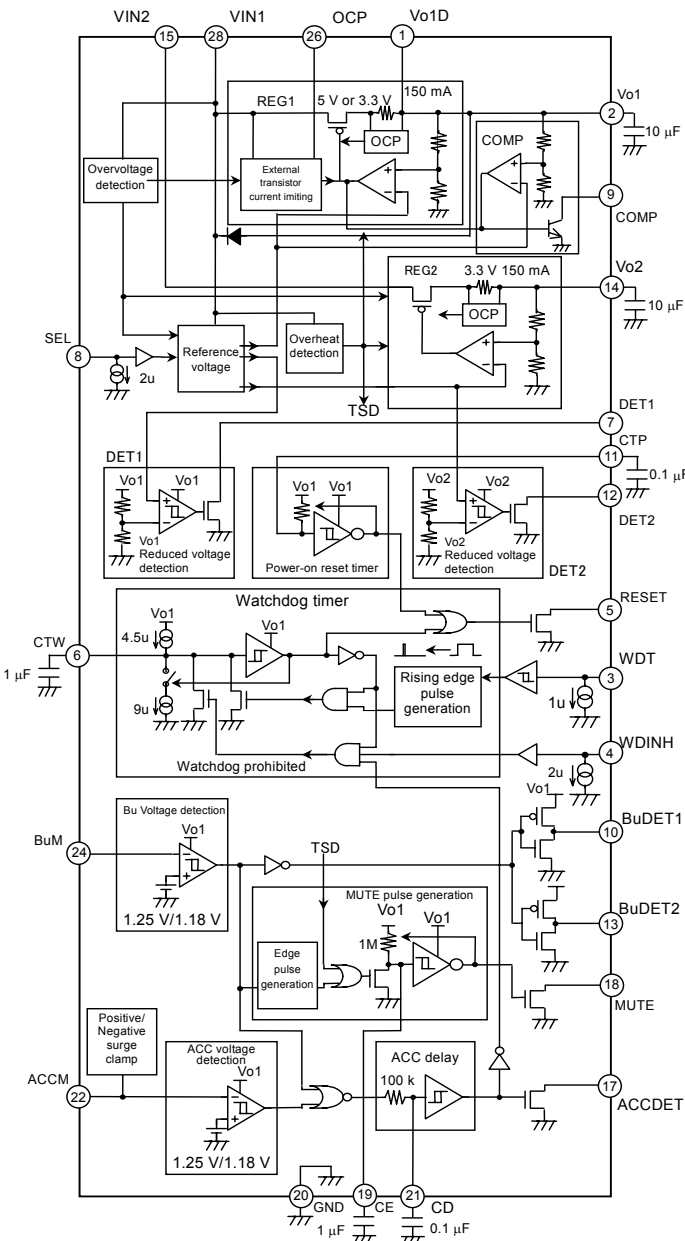 VIN2
VIN1
OCP
Vo1D
15
28
26
1
REG1
5 V or 3.3 V
150 mA
Vo1
2
10 μF
OCP
COMP
Overvoltage
detection
External
transistor
current imiting
+
−
+
−
9
COMP
REG2
3.3 V 150 mA
Vo2
14
10 μF
OCP
SEL
8
2u
Reference
voltage
Overheat
detection
+
−
TSD
DET1
7
CTP
11
0.1 μF
12
DET2
DET1
Vo1
Vo1
+
−
Vo1
Reduced voltage
detection
Vo1
Vo1
Power-on reset timer
Vo2
Vo2
+
−
Vo2
Reduced voltage
detection
DET2
Watchdog timer
RESET
5
Vo1
Vo1
CTW
6
4.5u
1 μF
9u
Rising edge
pulse
generation
WDT
3
1u
WDINH
4
2u
Watchdog prohibited
Bu Voltage detection
Vo1
BuM
24
−
+
1.25 V/1.18 V
TSD
Vo1
BuDET1
10
BuDET2
13
MUTE pulse generation
Vo1
Vo1
1M
Edge
pulse
generation
18
MUTE
Positive/
Negative
surge
clamp
ACC voltage
detection
Vo1
ACC delay
100 k
ACCM
22
−
+
1.25 V/1.18 V
17
ACCDET
20
GND
19
CE
21
CD
1 μF
0.1 μF